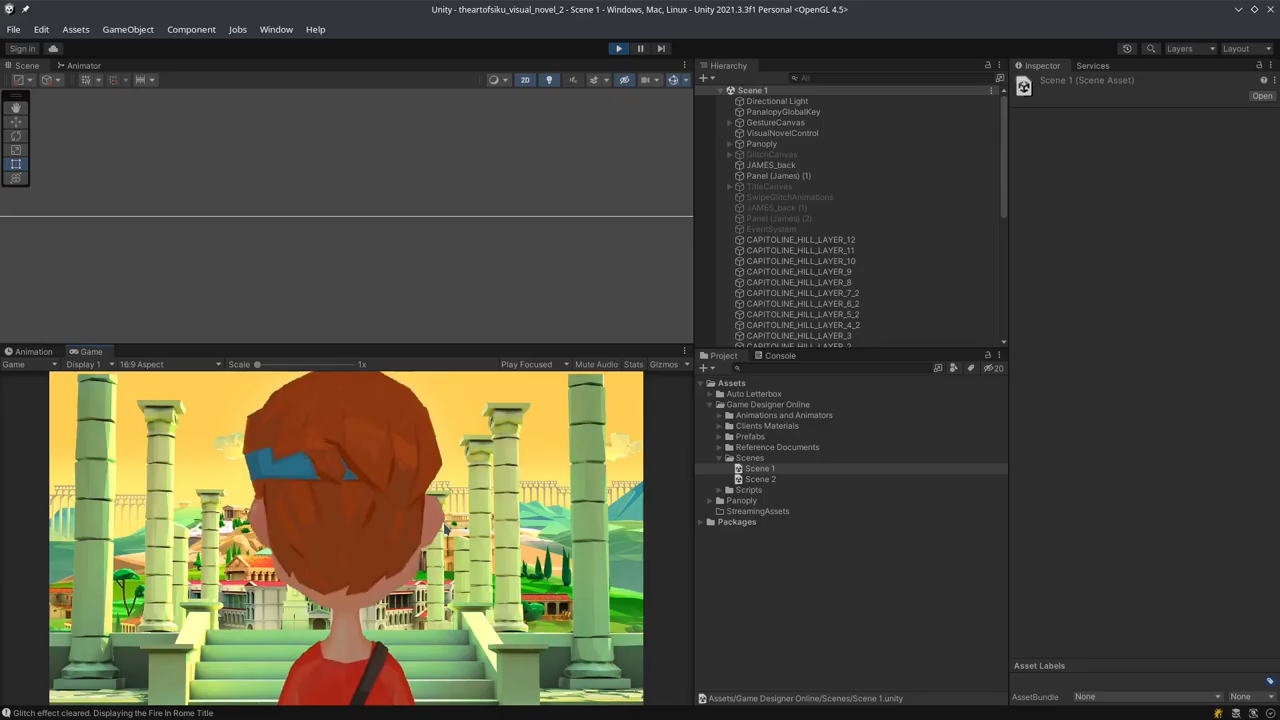 Unity - theartofsiku_visual_novel_2 - Scene 1 - Windows, Mac, Linux - Unity 2021.3.3f1 Personal <OpenGL 4.5>
File Edit Assets GameObject Component Jobs Window Help
Sign in
Layers Layout
Scene Animator
2D
Hierarchy
All
Scene 1
Directional Light
PanalopyGlobalKey
GestureCanvas
VisualNovelControl
Panoply
GlitchCanvas
JAMES_back
Panel (James) (1)
TitleCanvas
SwipeGlitchAnimations
JAMES_back (1)
Panel (James) (2)
EventSystem
CAPITOLINE_HILL_LAYER_12
CAPITOLINE_HILL_LAYER_11
CAPITOLINE_HILL_LAYER_10
CAPITOLINE_HILL_LAYER_9
CAPITOLINE_HILL_LAYER_8
CAPITOLINE_HILL_LAYER_7_2
CAPITOLINE_HILL_LAYER_6_2
CAPITOLINE_HILL_LAYER_5_2
CAPITOLINE_HILL_LAYER_4_2
CAPITOLINE_HILL_LAYER_3
Inspector Services
Scene 1 (Scene Asset)
Open
Animation Game
Game Display 1 16:9 Aspect Scale 1x Play Focused Mute Audio Stats Gizmos
Project Console
20
Assets
Auto Letterbox
Game Designer Online
Animations and Animators
Clients Materials
Prefabs
Reference Documents
Scenes
Scene 1
Scene 2
Scripts
Panoply
StreamingAssets
Packages
Assets/Game Designer Online/Scenes/Scene 1.unity
Asset Labels
AssetBundle None None
Glitch effect cleared. Displaying the Fire In Rome Title